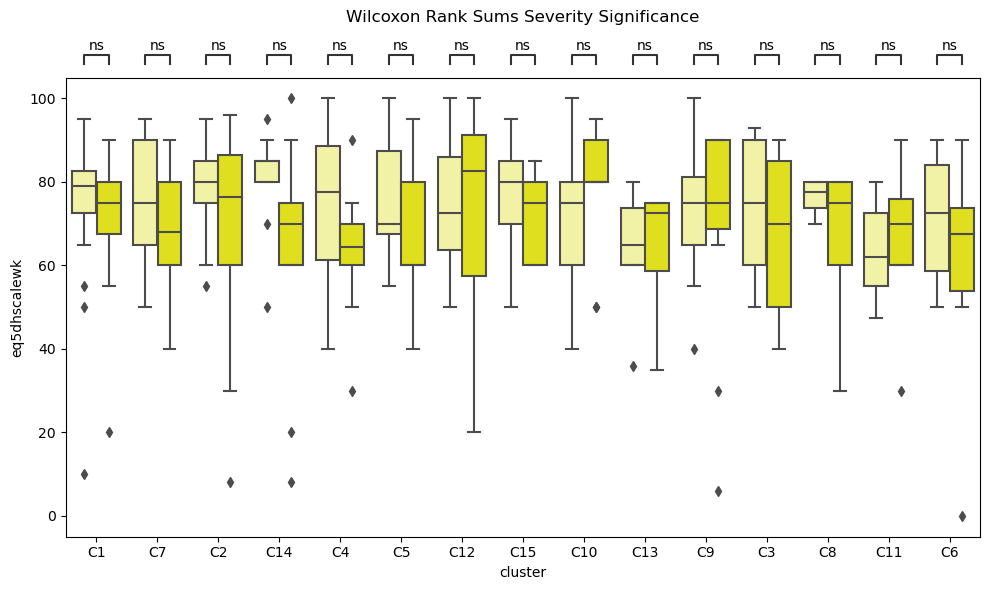 Wilcoxon Rank Sums Severity Significance
ns ns ns ns ns ns ns ns ns ns ns ns ns ns ns
100
80
60
40
20
0
eq5dhscalewk
C1 C7 C2 C14 C4 C5 C12 C15 C10 C13 C9 C3 C8 C11 C6
cluster